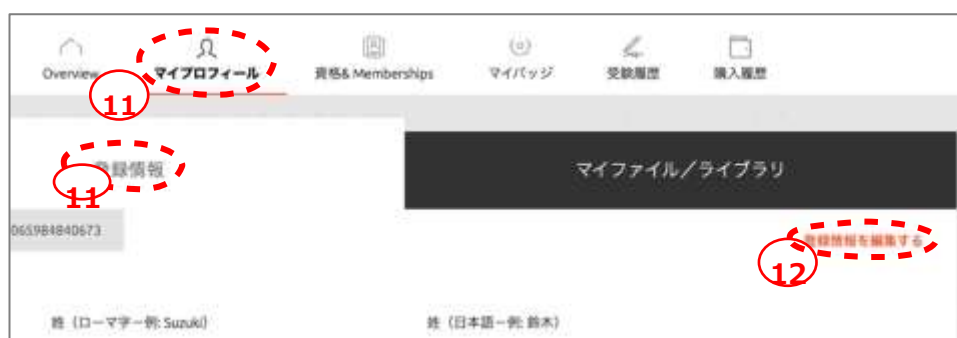 Overview マイプロフィール 資格& Memberships マイバッジ 受験履歴 購入履歴
11
登録情報 マイファイル/ライブラリ
11
065984840673
登録情報を編集する
12
姓（ローマ字ー例: Suzuki） 姓（日本語ー例: 鈴木）